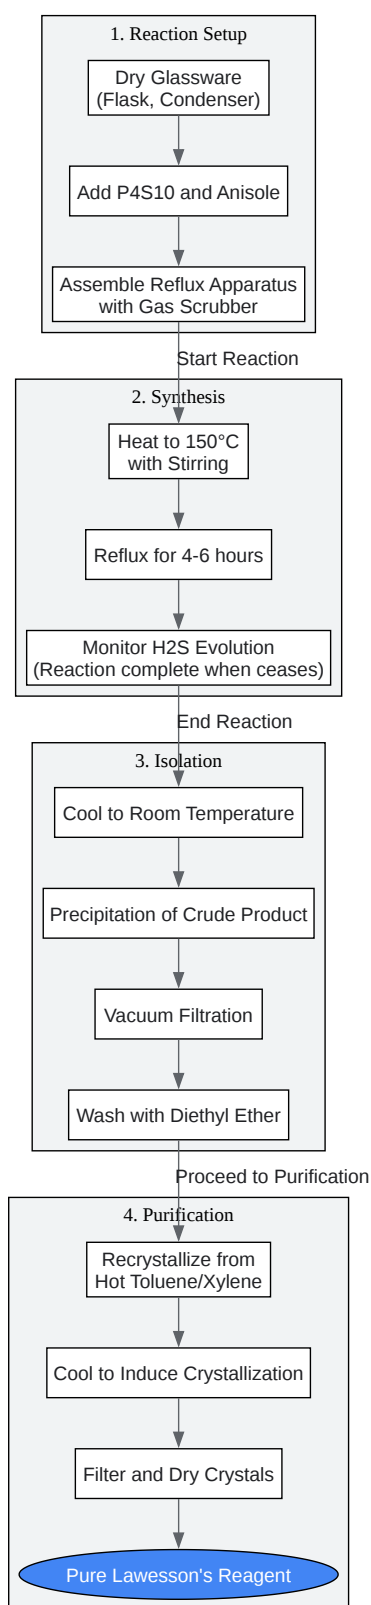 1. Reaction Setup
Dry Glassware
(Flask, Condenser)
Add P4S10 and Anisole
Assemble Reflux Apparatus
with Gas Scrubber
Start Reaction
2. Synthesis
Heat to 150°C
with Stirring
Reflux for 4-6 hours
Monitor H2S Evolution
(Reaction complete when ceases)
End Reaction
3. Isolation
Cool to Room Temperature
Precipitation of Crude Product
Vacuum Filtration
Wash with Diethyl Ether
Proceed to Purification
4. Purification
Recrystallize from
Hot Toluene/Xylene
Cool to Induce Crystallization
Filter and Dry Crystals
Pure Lawesson's Reagent